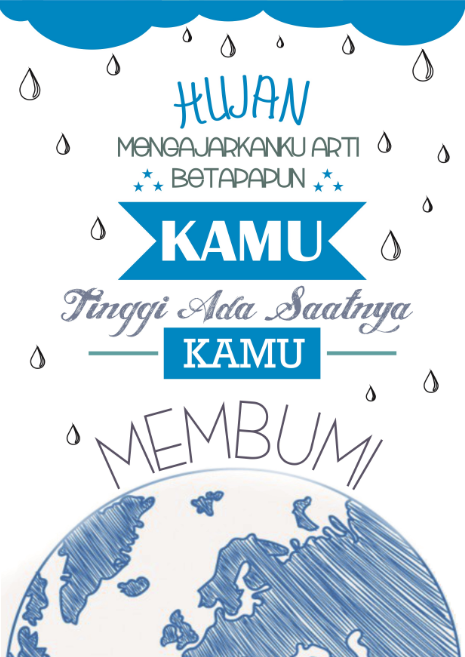 HUJAN
MENGAJARKANKU ARTI
BETAPAPUN
KAMU
Tinggi Ada Saatnya
KAMU
MEMBUMI